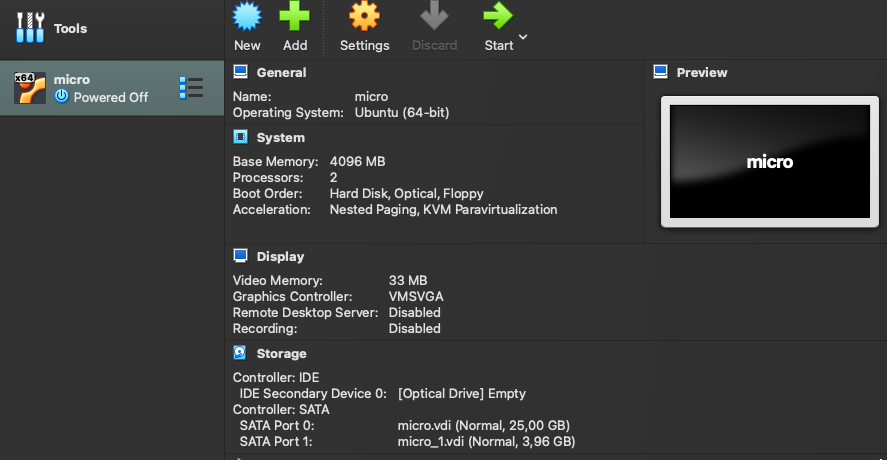 Tools
New Add Settings Discard Start
x64
micro
Powered Off
General
Name: micro
Operating System: Ubuntu (64-bit)
System
Base Memory: 4096 MB
Processors: 2
Boot Order: Hard Disk, Optical, Floppy
Acceleration: Nested Paging, KVM Paravirtualization
Preview
micro
Display
Video Memory: 33 MB
Graphics Controller: VMSVGA
Remote Desktop Server: Disabled
Recording: Disabled
Storage
Controller: IDE
IDE Secondary Device 0: [Optical Drive] Empty
Controller: SATA
SATA Port 0: micro.vdi (Normal, 25,00 GB)
SATA Port 1: micro_1.vdi (Normal, 3,96 GB)